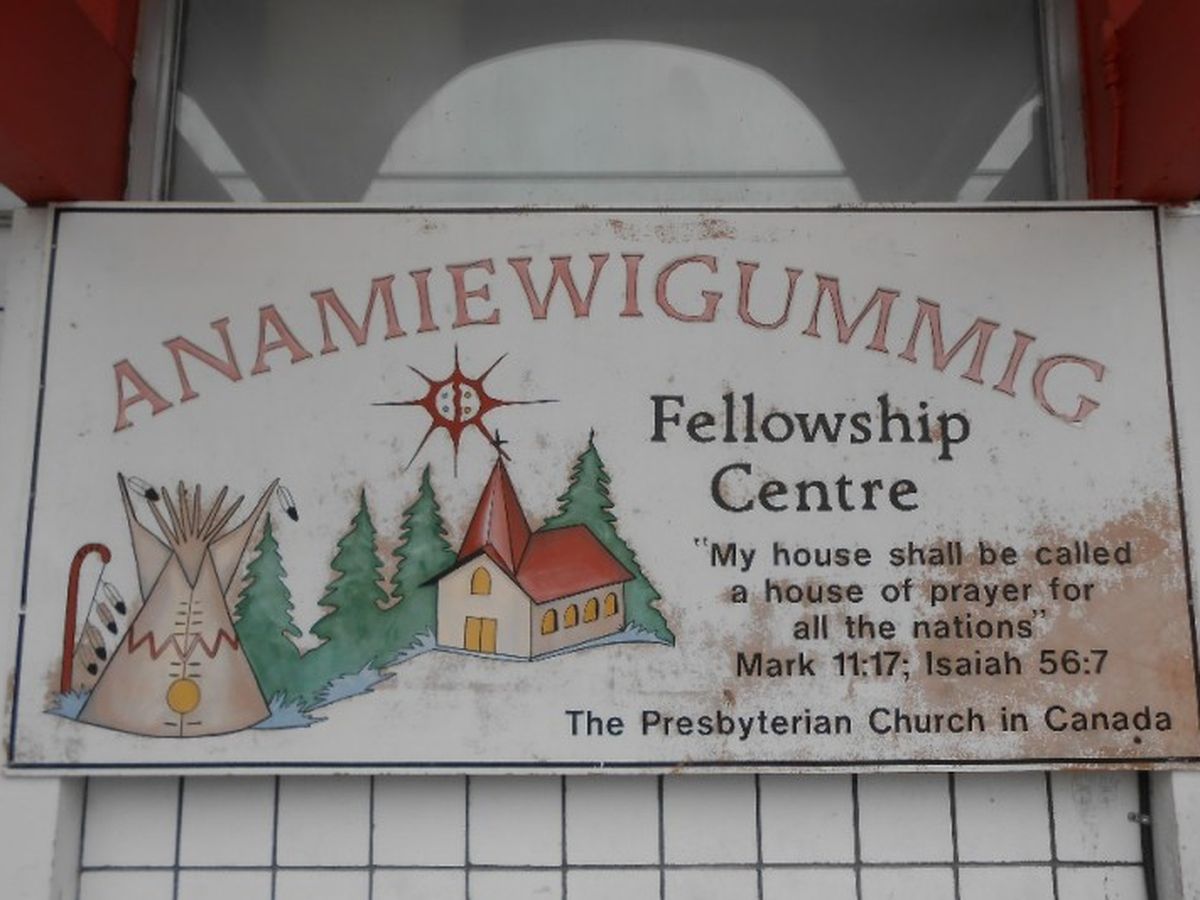 ANAMIEWIGUMMIG
Fellowship
Centre
"My house shall be called
a house of prayer for
all the nations"
Mark 11:17; Isaiah 56:7
The Presbyterian Church in Canada